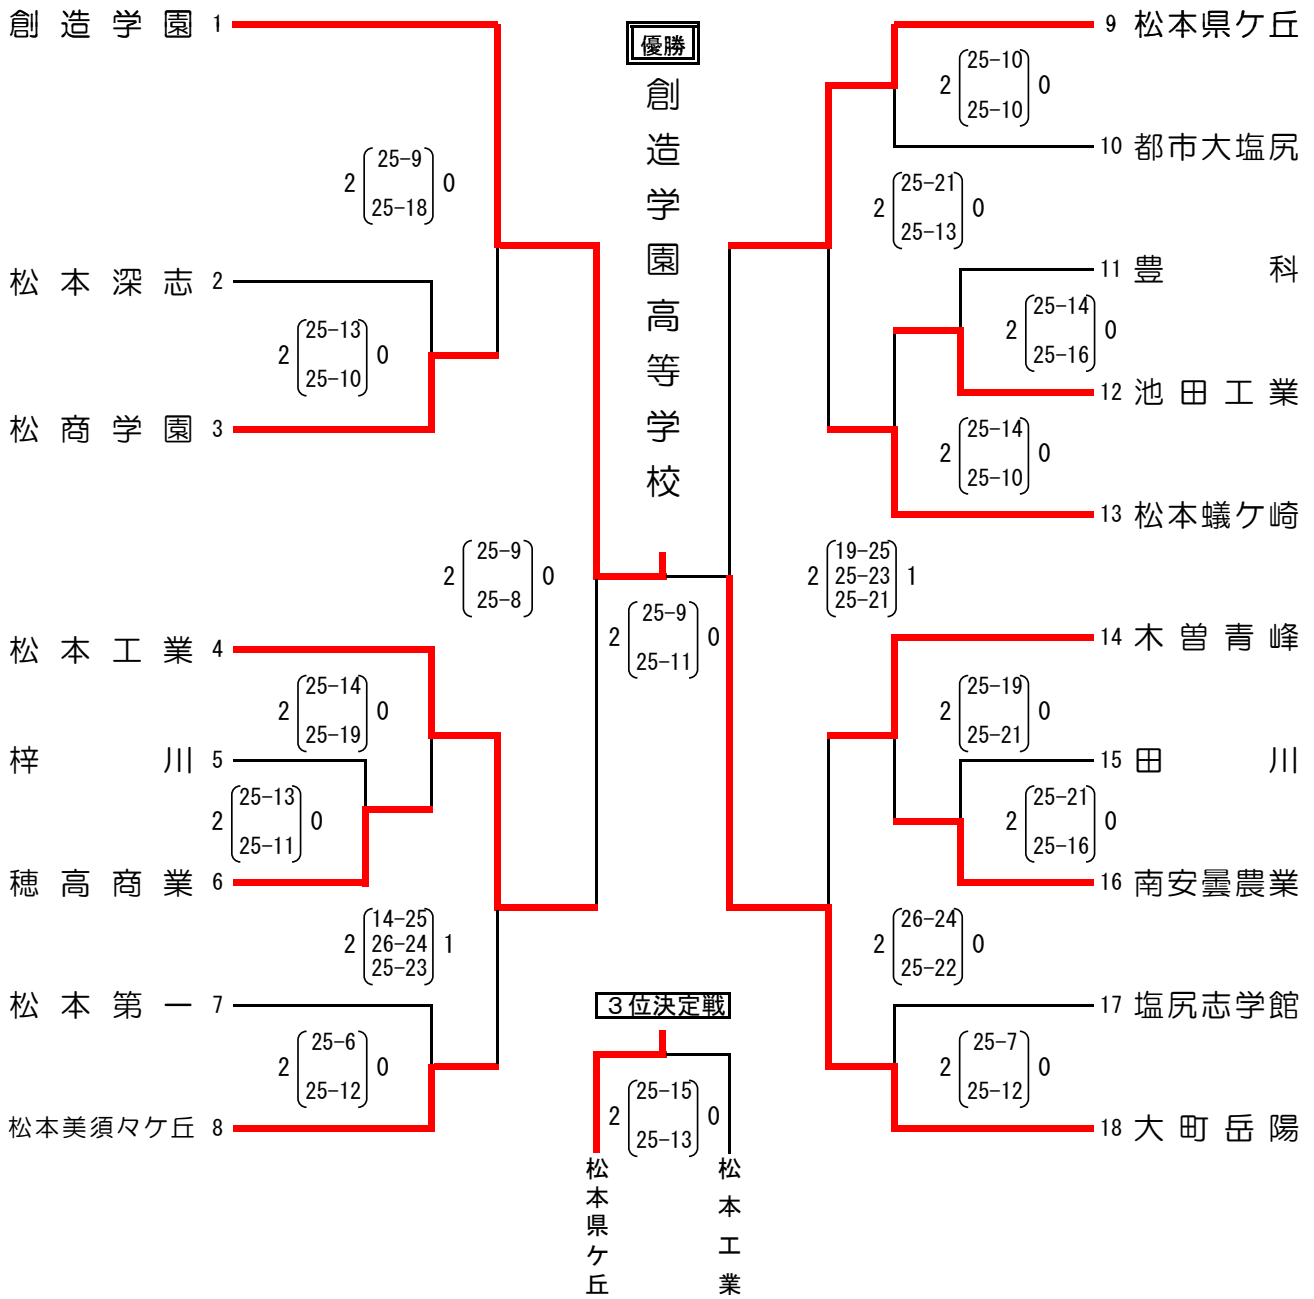 創造学園 1
2 25-9 0
25-18
松本深志 2
2 25-13 0
25-10
松商学園 3
2 25-9 0
25-8
松本工業 4
2 25-14 0
25-19
梓川 5
2 25-13 0
25-11
穂高商業 6
2 14-25 1
26-24
25-23
松本第一 7
2 25-6 0
25-12
松本美須々ケ丘 8
優勝
創造学園高等学校
2 25-9 0
25-11
3位決定戦
2 25-15 0
25-13
松本県ケ丘
松本工業
9 松本県ケ丘
2 25-10 0
25-10
10 都市大塩尻
2 25-21 0
25-13
11 豊科
2 25-14 0
25-16
12 池田工業
2 25-14 0
25-10
13 松本蟻ケ崎
2 19-25 1
25-23
25-21
14 木曽青峰
2 25-19 0
25-21
15 田川
2 25-21 0
25-16
16 南安曇農業
2 26-24 0
25-22
17 塩尻志学館
2 25-7 0
25-12
18 大町岳陽